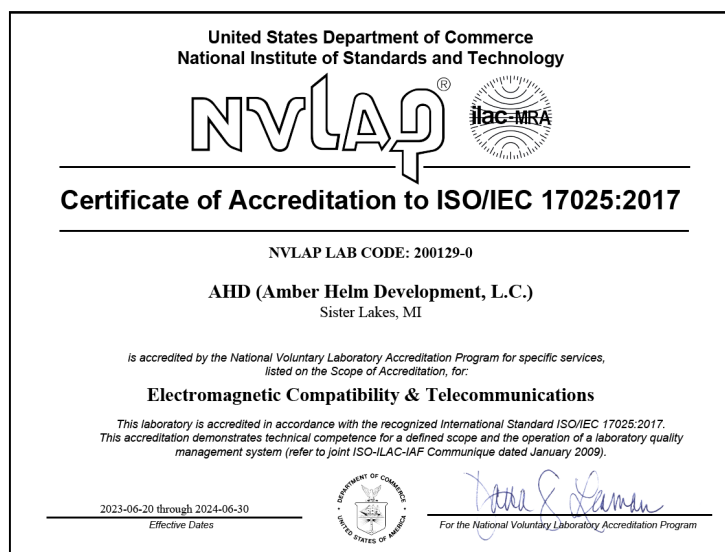 United States Department of Commerce
National Institute of Standards and Technology
NVLAP®
ilac-MRA
Certificate of Accreditation to ISO/IEC 17025:2017
NVLAP LAB CODE: 200129-0
AHD (Amber Helm Development, L.C.)
Sister Lakes, MI
is accredited by the National Voluntary Laboratory Accreditation Program for specific services,
listed on the Scope of Accreditation, for:
Electromagnetic Compatibility & Telecommunications
This laboratory is accredited in accordance with the recognized International Standard ISO/IEC 17025:2017.
This accreditation demonstrates technical competence for a defined scope and the operation of a laboratory quality
management system (refer to joint ISO-ILAC-IAF Communique dated January 2009).
2023-06-20 through 2024-06-30
Effective Dates
DEPARTMENT OF COMMERCE
UNITED STATES OF AMERICA
For the National Voluntary Laboratory Accreditation Program